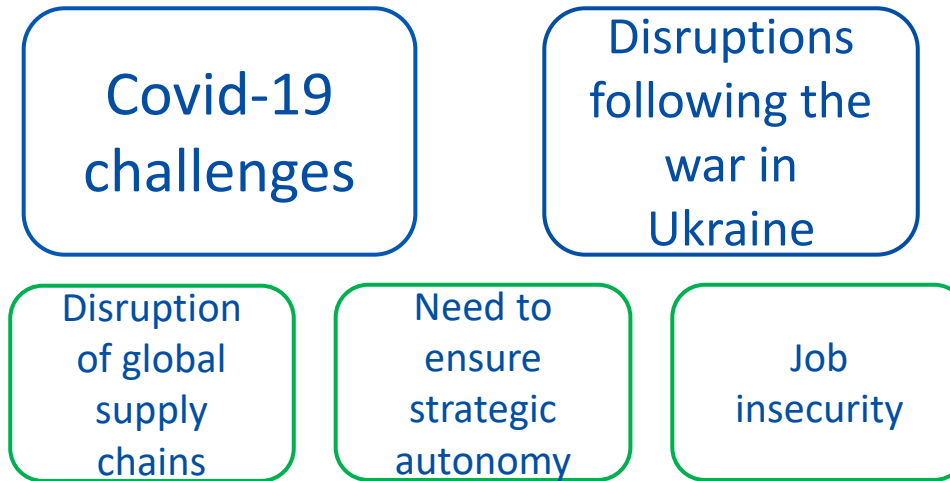 Covid-19
challenges
Disruptions
following the
war in
Ukraine
Disruption
of global
supply
chains
Need to
ensure
strategic
autonomy
Job
insecurity